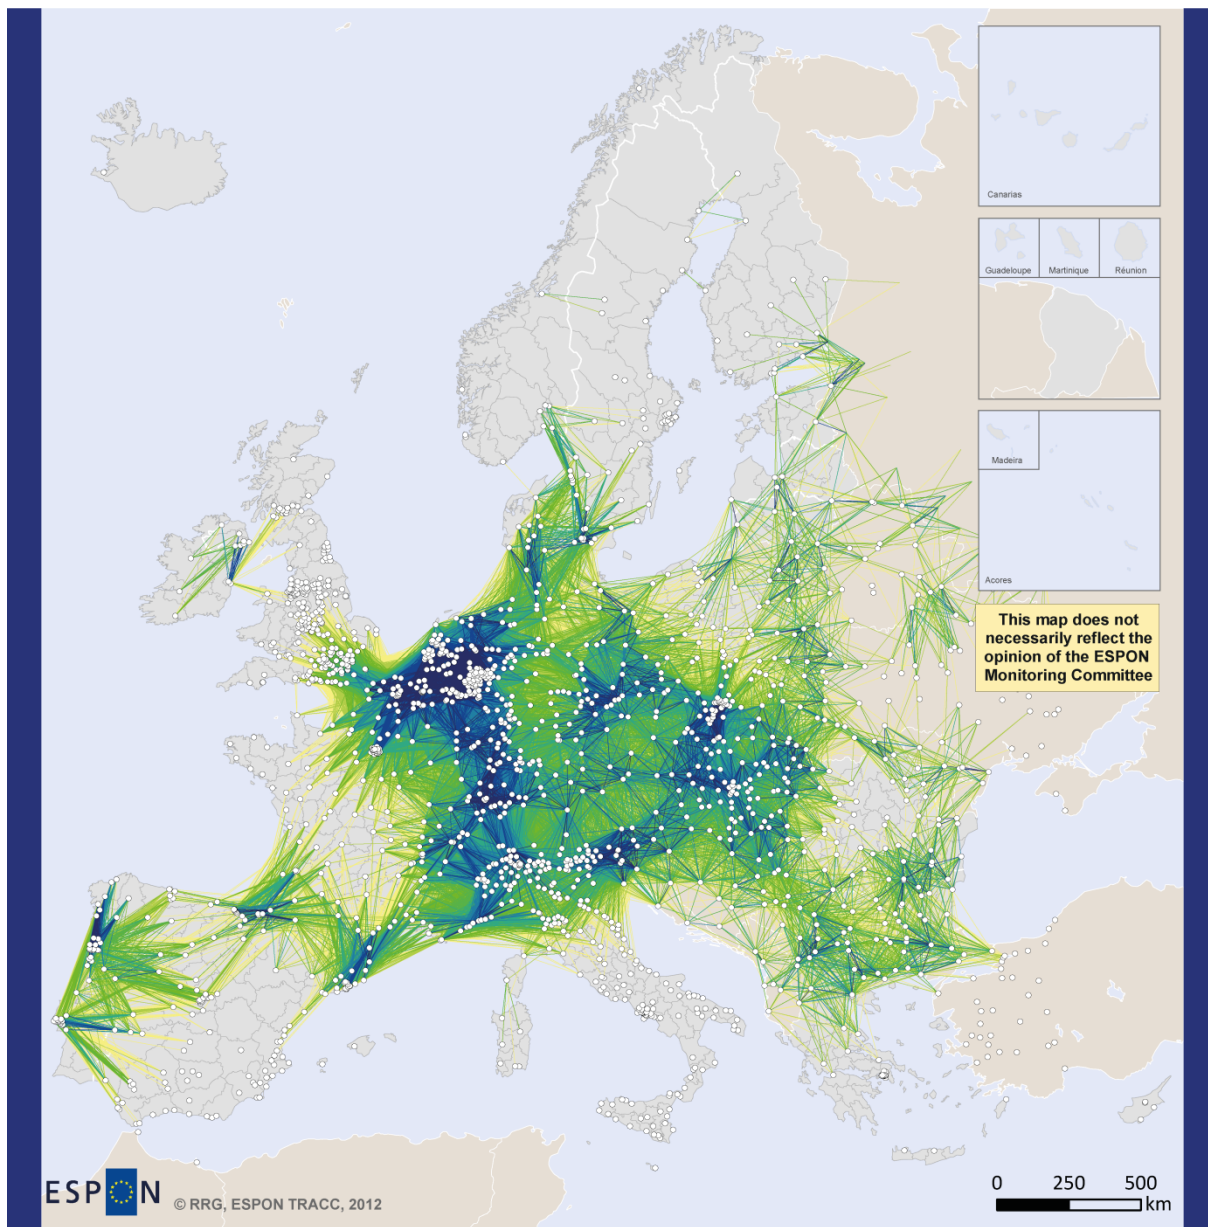 Canarias
Guadeloupe
Martinique
Réunion
Madeira
Acores
This map does not
necessarily reflect the
opinion of the ESPON
Monitoring Committee
ESPON
© RRG, ESPON TRACC, 2012
0 250 500
km